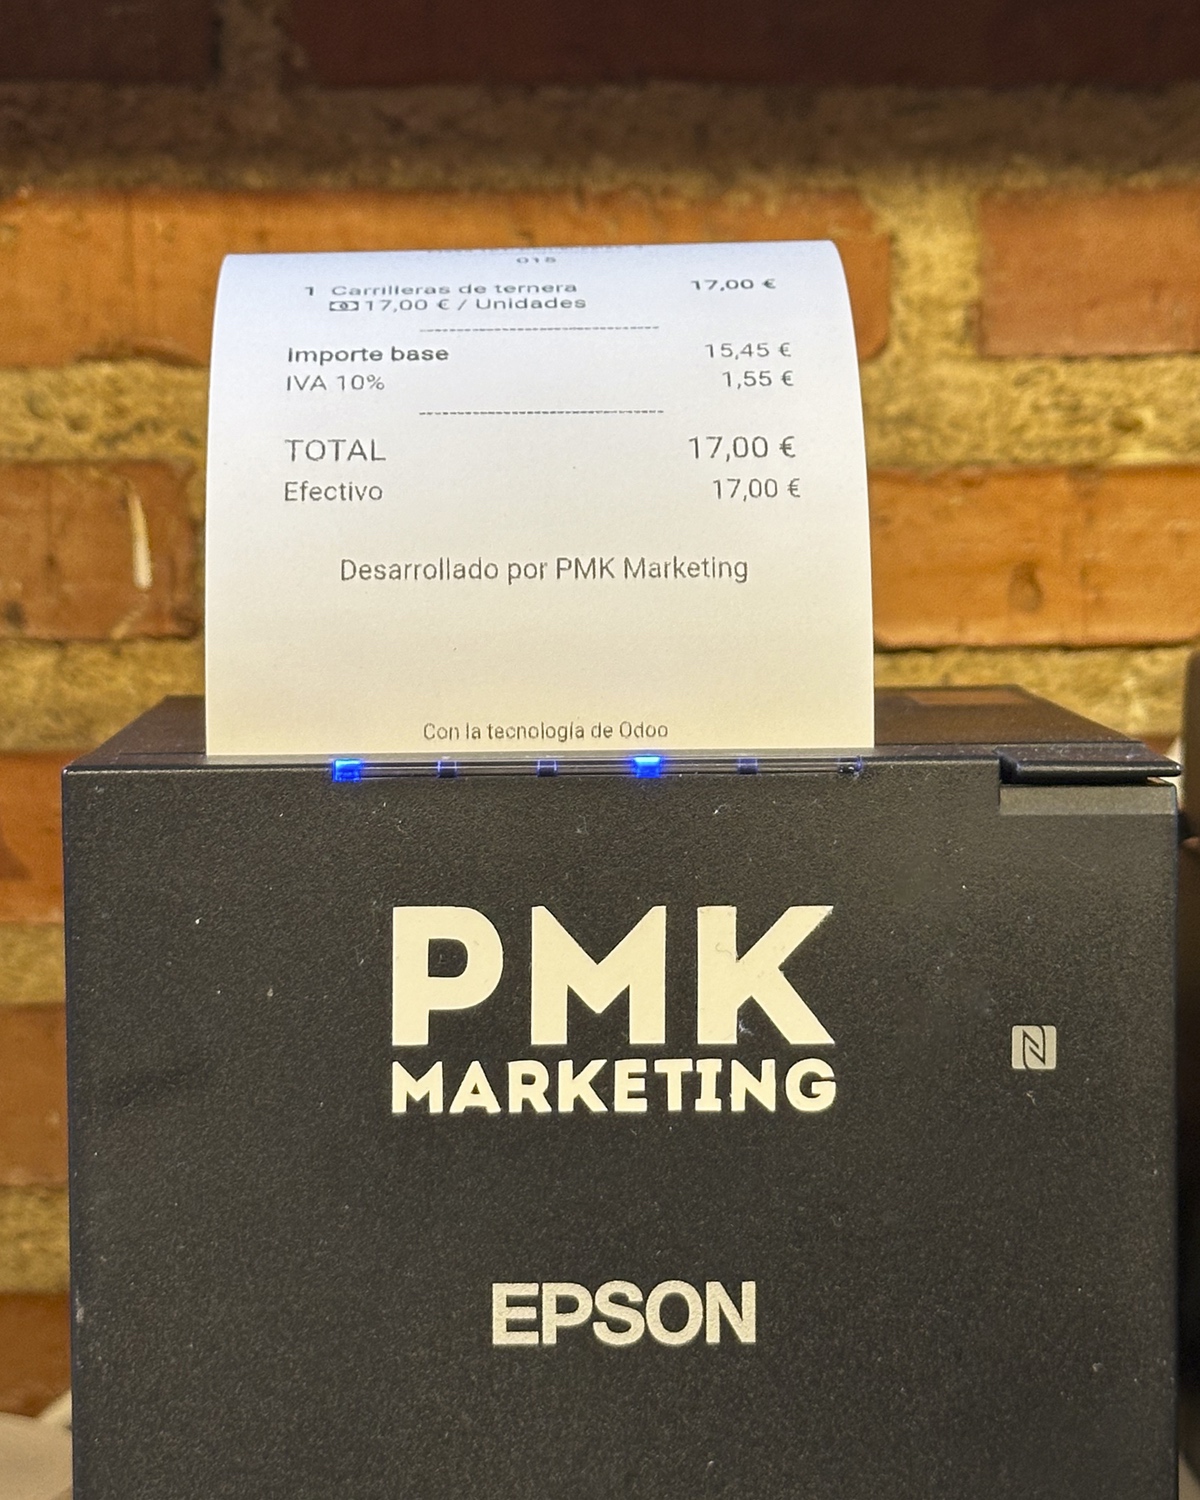 018
1 Carrilleras de ternera 17,00 €
17,00 € / Unidades
Importe base 15,45 €
IVA 10% 1,55 €
TOTAL 17,00 €
Efectivo 17,00 €
Desarrollado por PMK Marketing
Con la tecnología de Odoo
PMK
MARKETING
EPSON